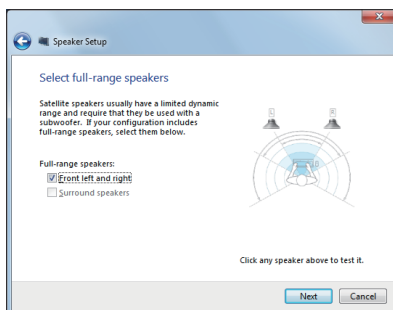 Speaker Setup
Select full-range speakers
Satellite speakers usually have a limited dynamic
range and require that they be used with a
subwoofer. If your configuration includes
full-range speakers, select them below.
Full-range speakers:
Front left and right
Surround speakers
L R
Click any speaker above to test it.
Next Cancel